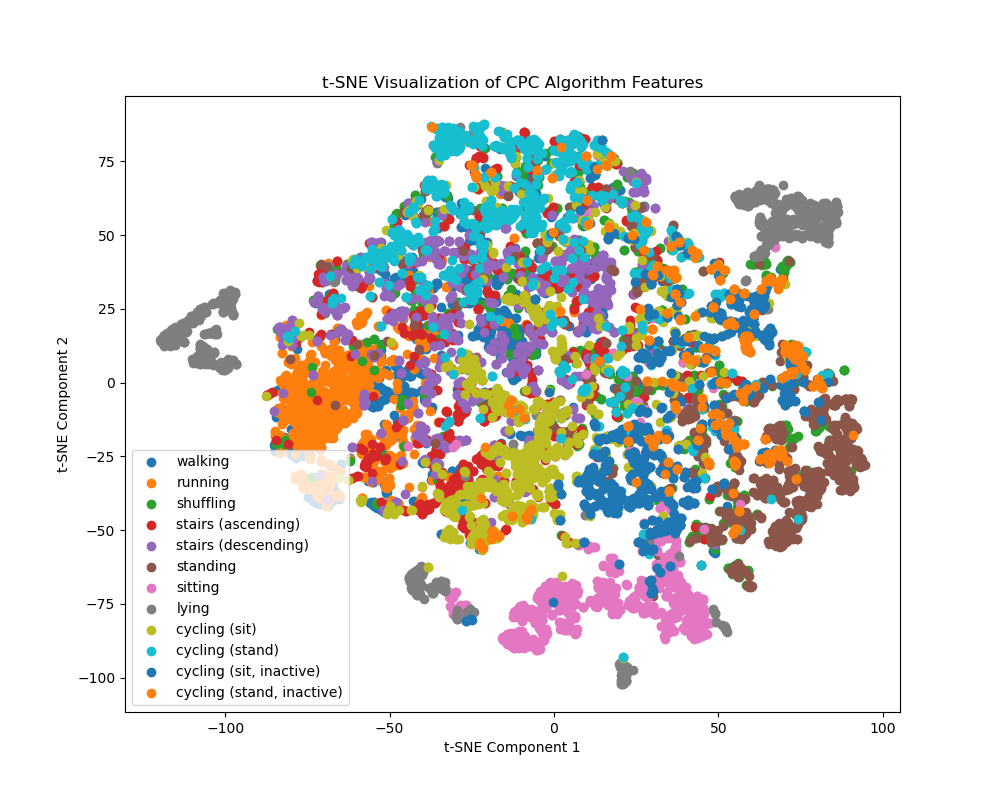 t-SNE Visualization of CPC Algorithm Features
t-SNE Component 2
75
50
25
0
−25
−50
−75
−100
walking
running
shuffling
stairs (ascending)
stairs (descending)
standing
sitting
lying
cycling (sit)
cycling (stand)
cycling (sit, inactive)
cycling (stand, inactive)
−100
−50
0
50
100
t-SNE Component 1